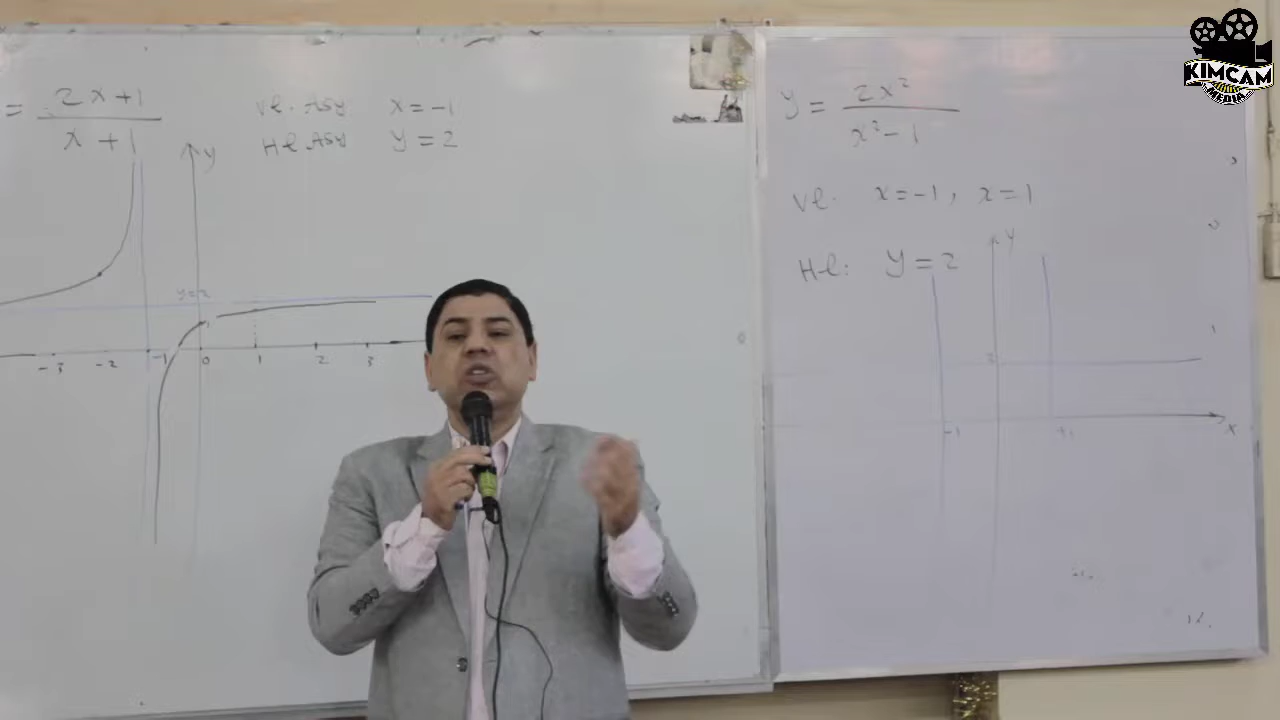 = 2x+1 / x+1
Vl. Asy x = -1
Hl. Asy y = 2
y
y=2
1
-3 -2 -1 0 1 2 3
y = 2x² / x² - 1
Vl. x = -1, x = 1
Hl: y = 2
y
2
-1 +1 x
KIMCAM
MEDIA